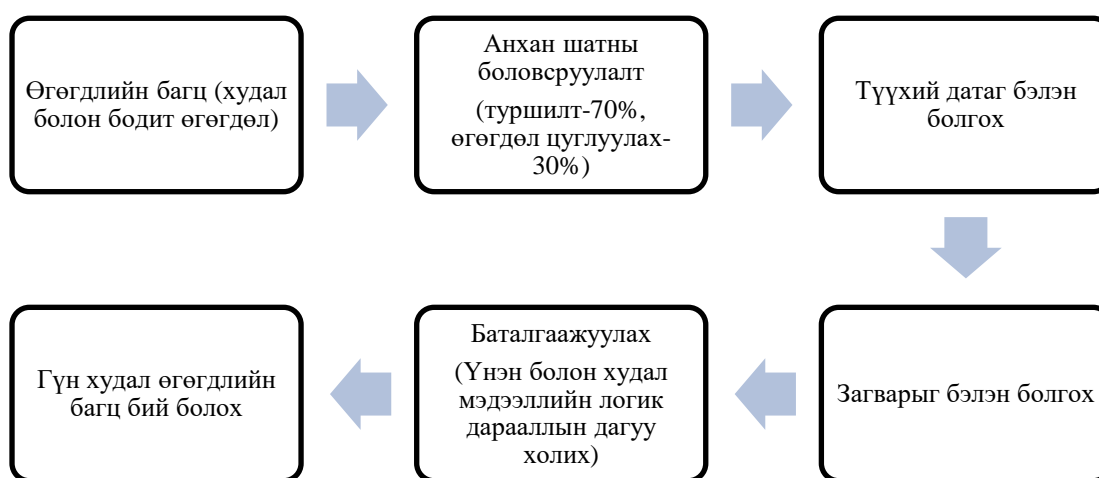 Өгөгдлийн багц (худал
болон бодит өгөгдөл)
Анхан шатны
боловсруулалт
(туршилт-70%,
өгөгдөл цуглуулах-
30%)
Түүхий датаг бэлэн
болгох
Загварыг бэлэн болгох
Баталгаажуулах
(Үнэн болон худал
мэдээллийн логик
дарааллын дагуу
холих)
Гүн худал өгөгдлийн
багц бий болох